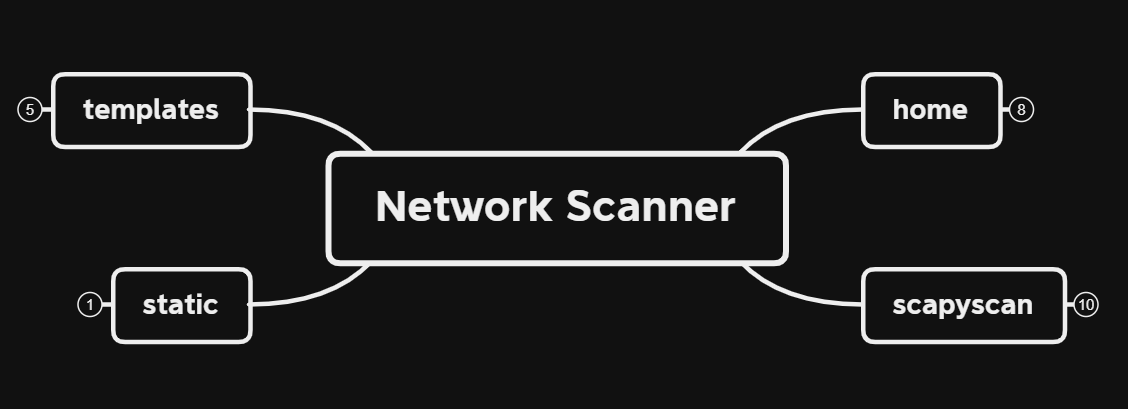 templates
5
home
8
Network Scanner
static
1
scapyscan
10